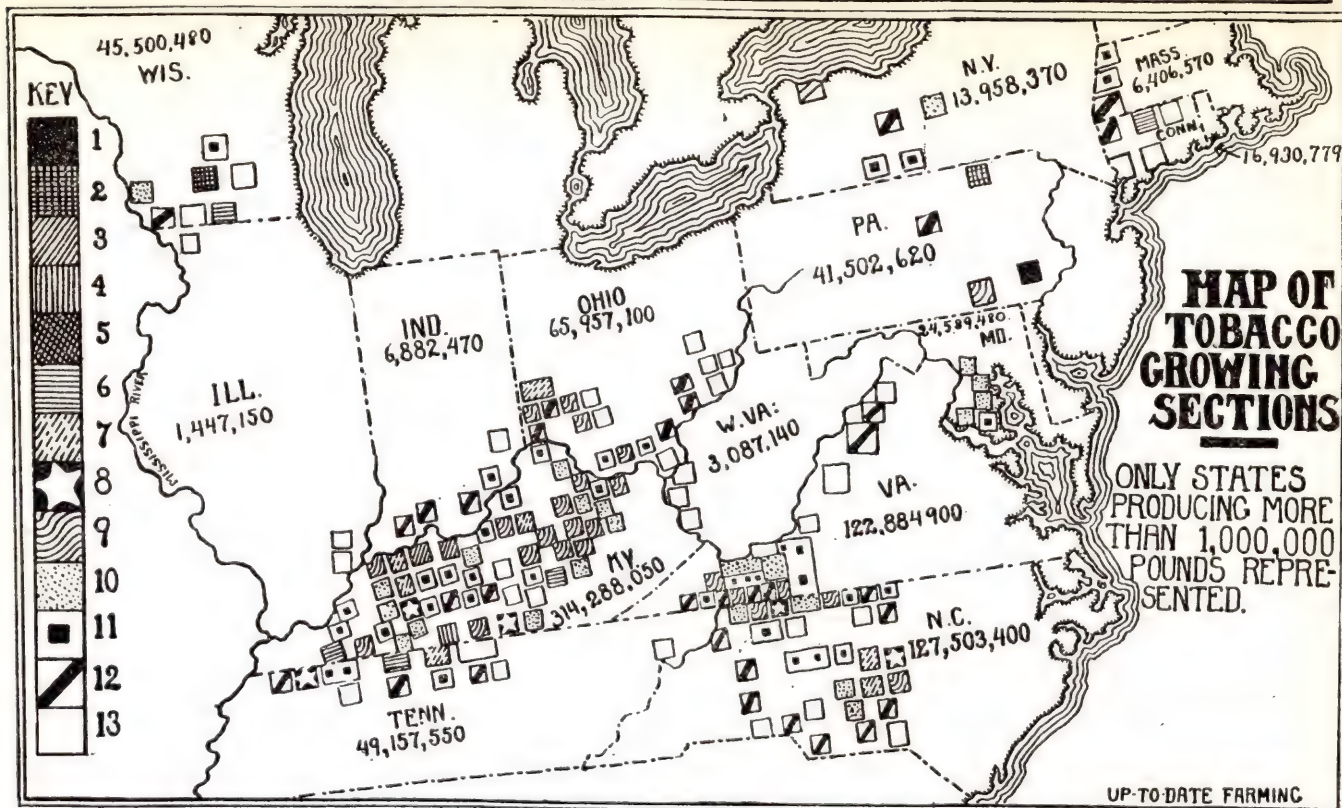 45,500,480
WIS.
KEY
1
2
3
4
5
6
7
8
9
10
11
12
13
N.Y.
13,958,370
MASS.
6,406,570
CONN.
16,930,779
PA.
41,502,620
OHIO
65,957,100
IND.
6,882,470
ILL.
1,447,150
MISSISSIPPI RIVER
24,589,480
MD.
W.VA:
3,087,140
VA.
122,884900
KY.
314,288,050
N.C.
127,503,400
TENN.
49,157,550
MAP OF
TOBACCO
GROWING
SECTIONS
ONLY STATES
PRODUCING MORE
THAN 1,000,000
POUNDS REPRE-
SENTED.
UP-TO-DATE FARMING